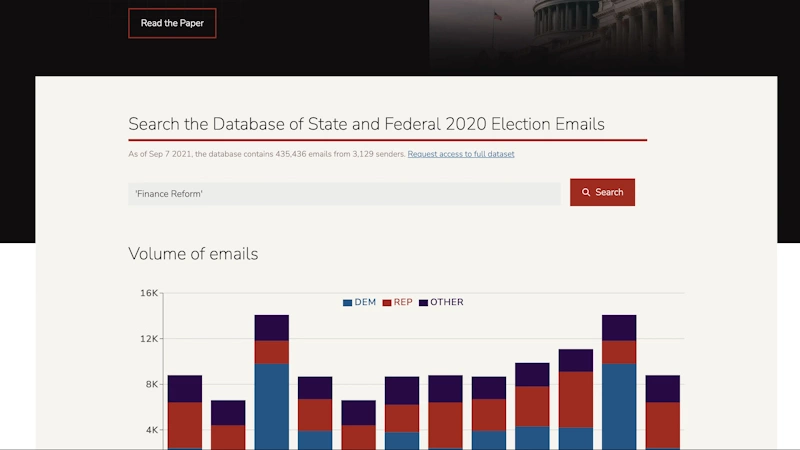 Read the Paper
Search the Database of State and Federal 2020 Election Emails
As of Sep 7 2021, the database contains 435,436 emails from 3,129 senders. Request access to full dataset
'Finance Reform'
Search
Volume of emails
16K
DEM REP OTHER
12K
8K
4K